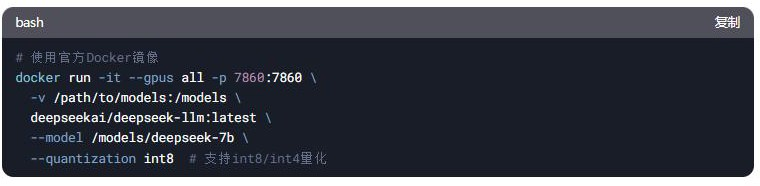 bash
复制
# 使用官方Docker镜像
docker run -it --gpus all -p 7860:7860 \
-v /path/to/models:/models \
deepseekai/deepseek-llm:latest \
--model /models/deepseek-7b \
--quantization int8  # 支持int8/int4量化